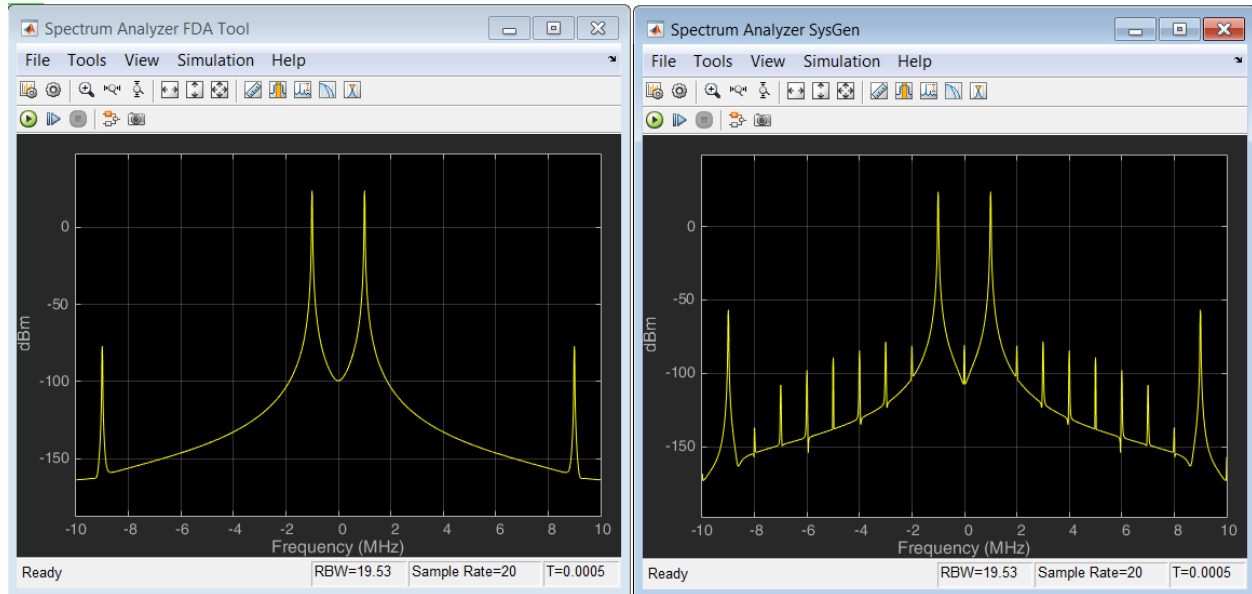 Spectrum Analyzer FDA Tool
File Tools View Simulation Help
0
-50
-100
-150
dBm
-10 -8 -6 -4 -2 0 2 4 6 8 10
Frequency (MHz)
Ready RBW=19.53 Sample Rate=20 T=0.0005
Spectrum Analyzer SysGen
File Tools View Simulation Help
0
-50
-100
-150
dBm
-10 -8 -6 -4 -2 0 2 4 6 8 10
Frequency (MHz)
Ready RBW=19.53 Sample Rate=20 T=0.0005